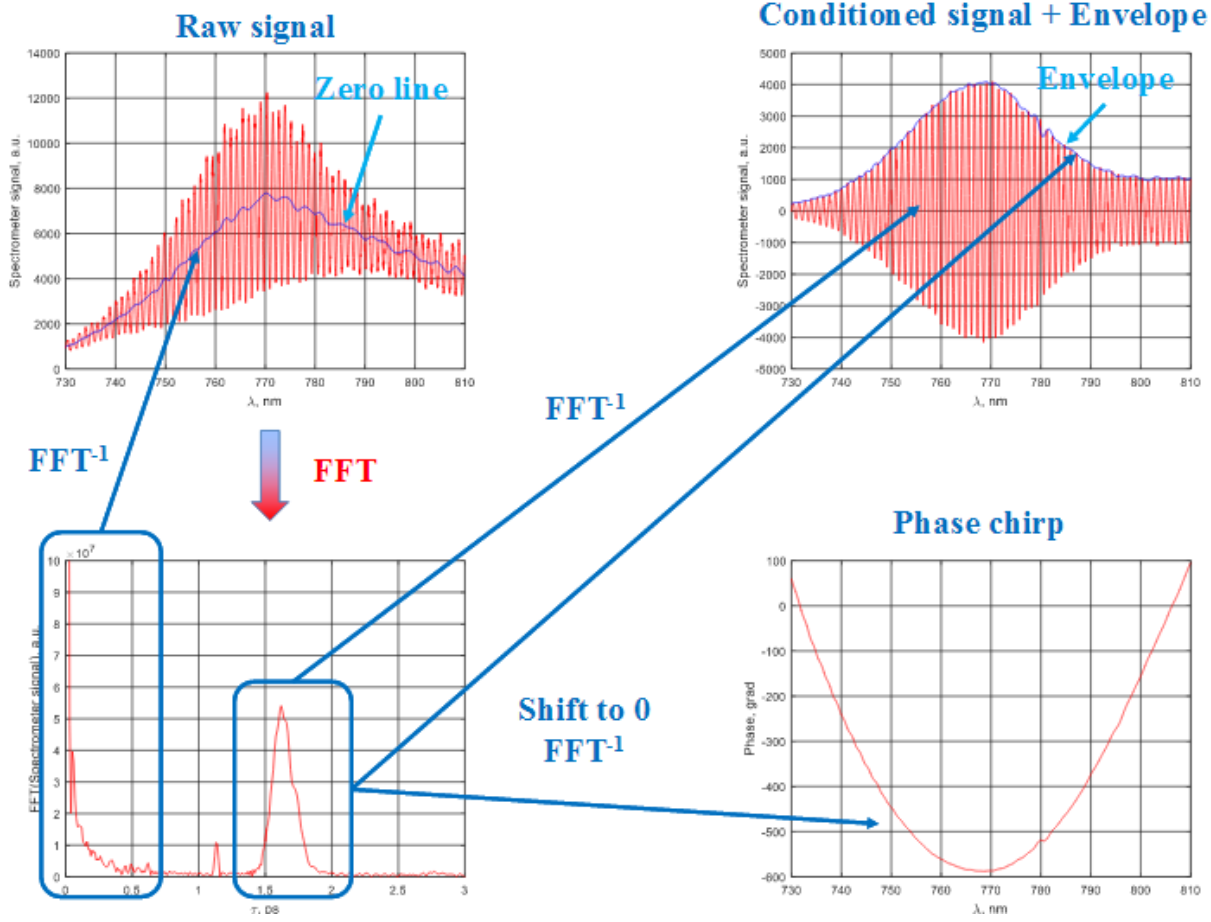 Raw signal
14000
12000
10000
8000
6000
4000
2000
0
Spectrometer signal, a.u.
Zero line
730 740 750 760 770 780 790 800 810
λ, nm
Conditioned signal + Envelope
5000
4000
3000
2000
1000
0
-1000
-2000
-3000
-4000
-5000
Spectrometer signal, a.u.
Envelope
730 740 750 760 770 780 790 800 810
λ, nm
FFT-1
FFT
FFT-1
×10^7
10
9
8
7
6
5
4
3
2
1
0
FFT(Spectrometer signal), a.u.
0 0.5 1 1.5 2 2.5 3
τ, ps
Shift to 0
FFT-1
Phase chirp
100
0
-100
-200
-300
-400
-500
-600
Phase, grad
730 740 750 760 770 780 790 800 810
λ, nm